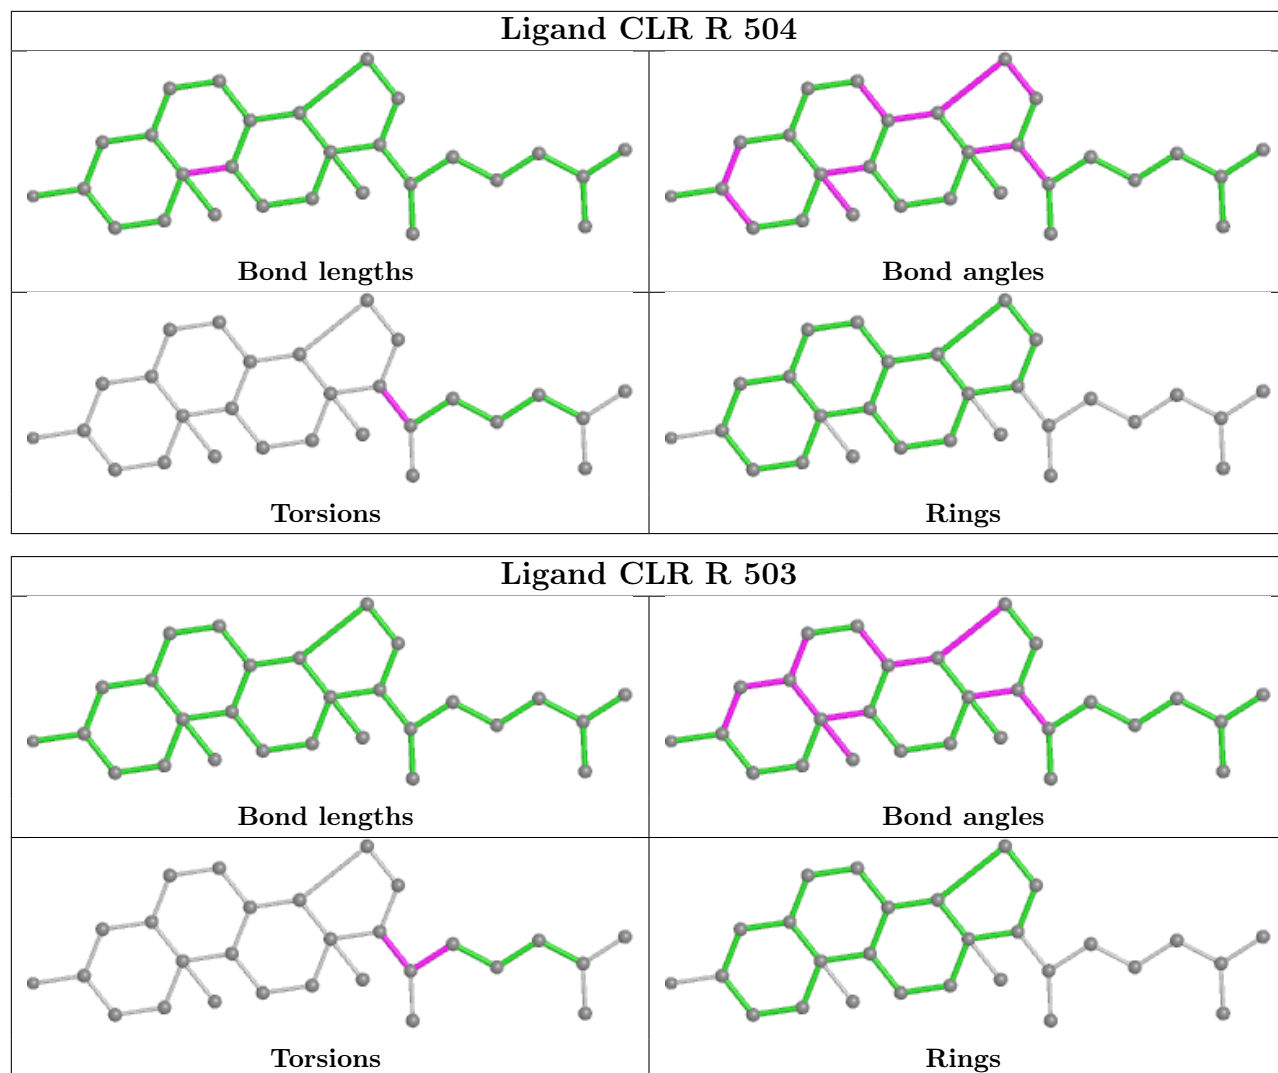 Ligand CLR R 504
Bond lengths
Bond angles
Torsions
Rings
Ligand CLR R 503
Bond lengths
Bond angles
Torsions
Rings